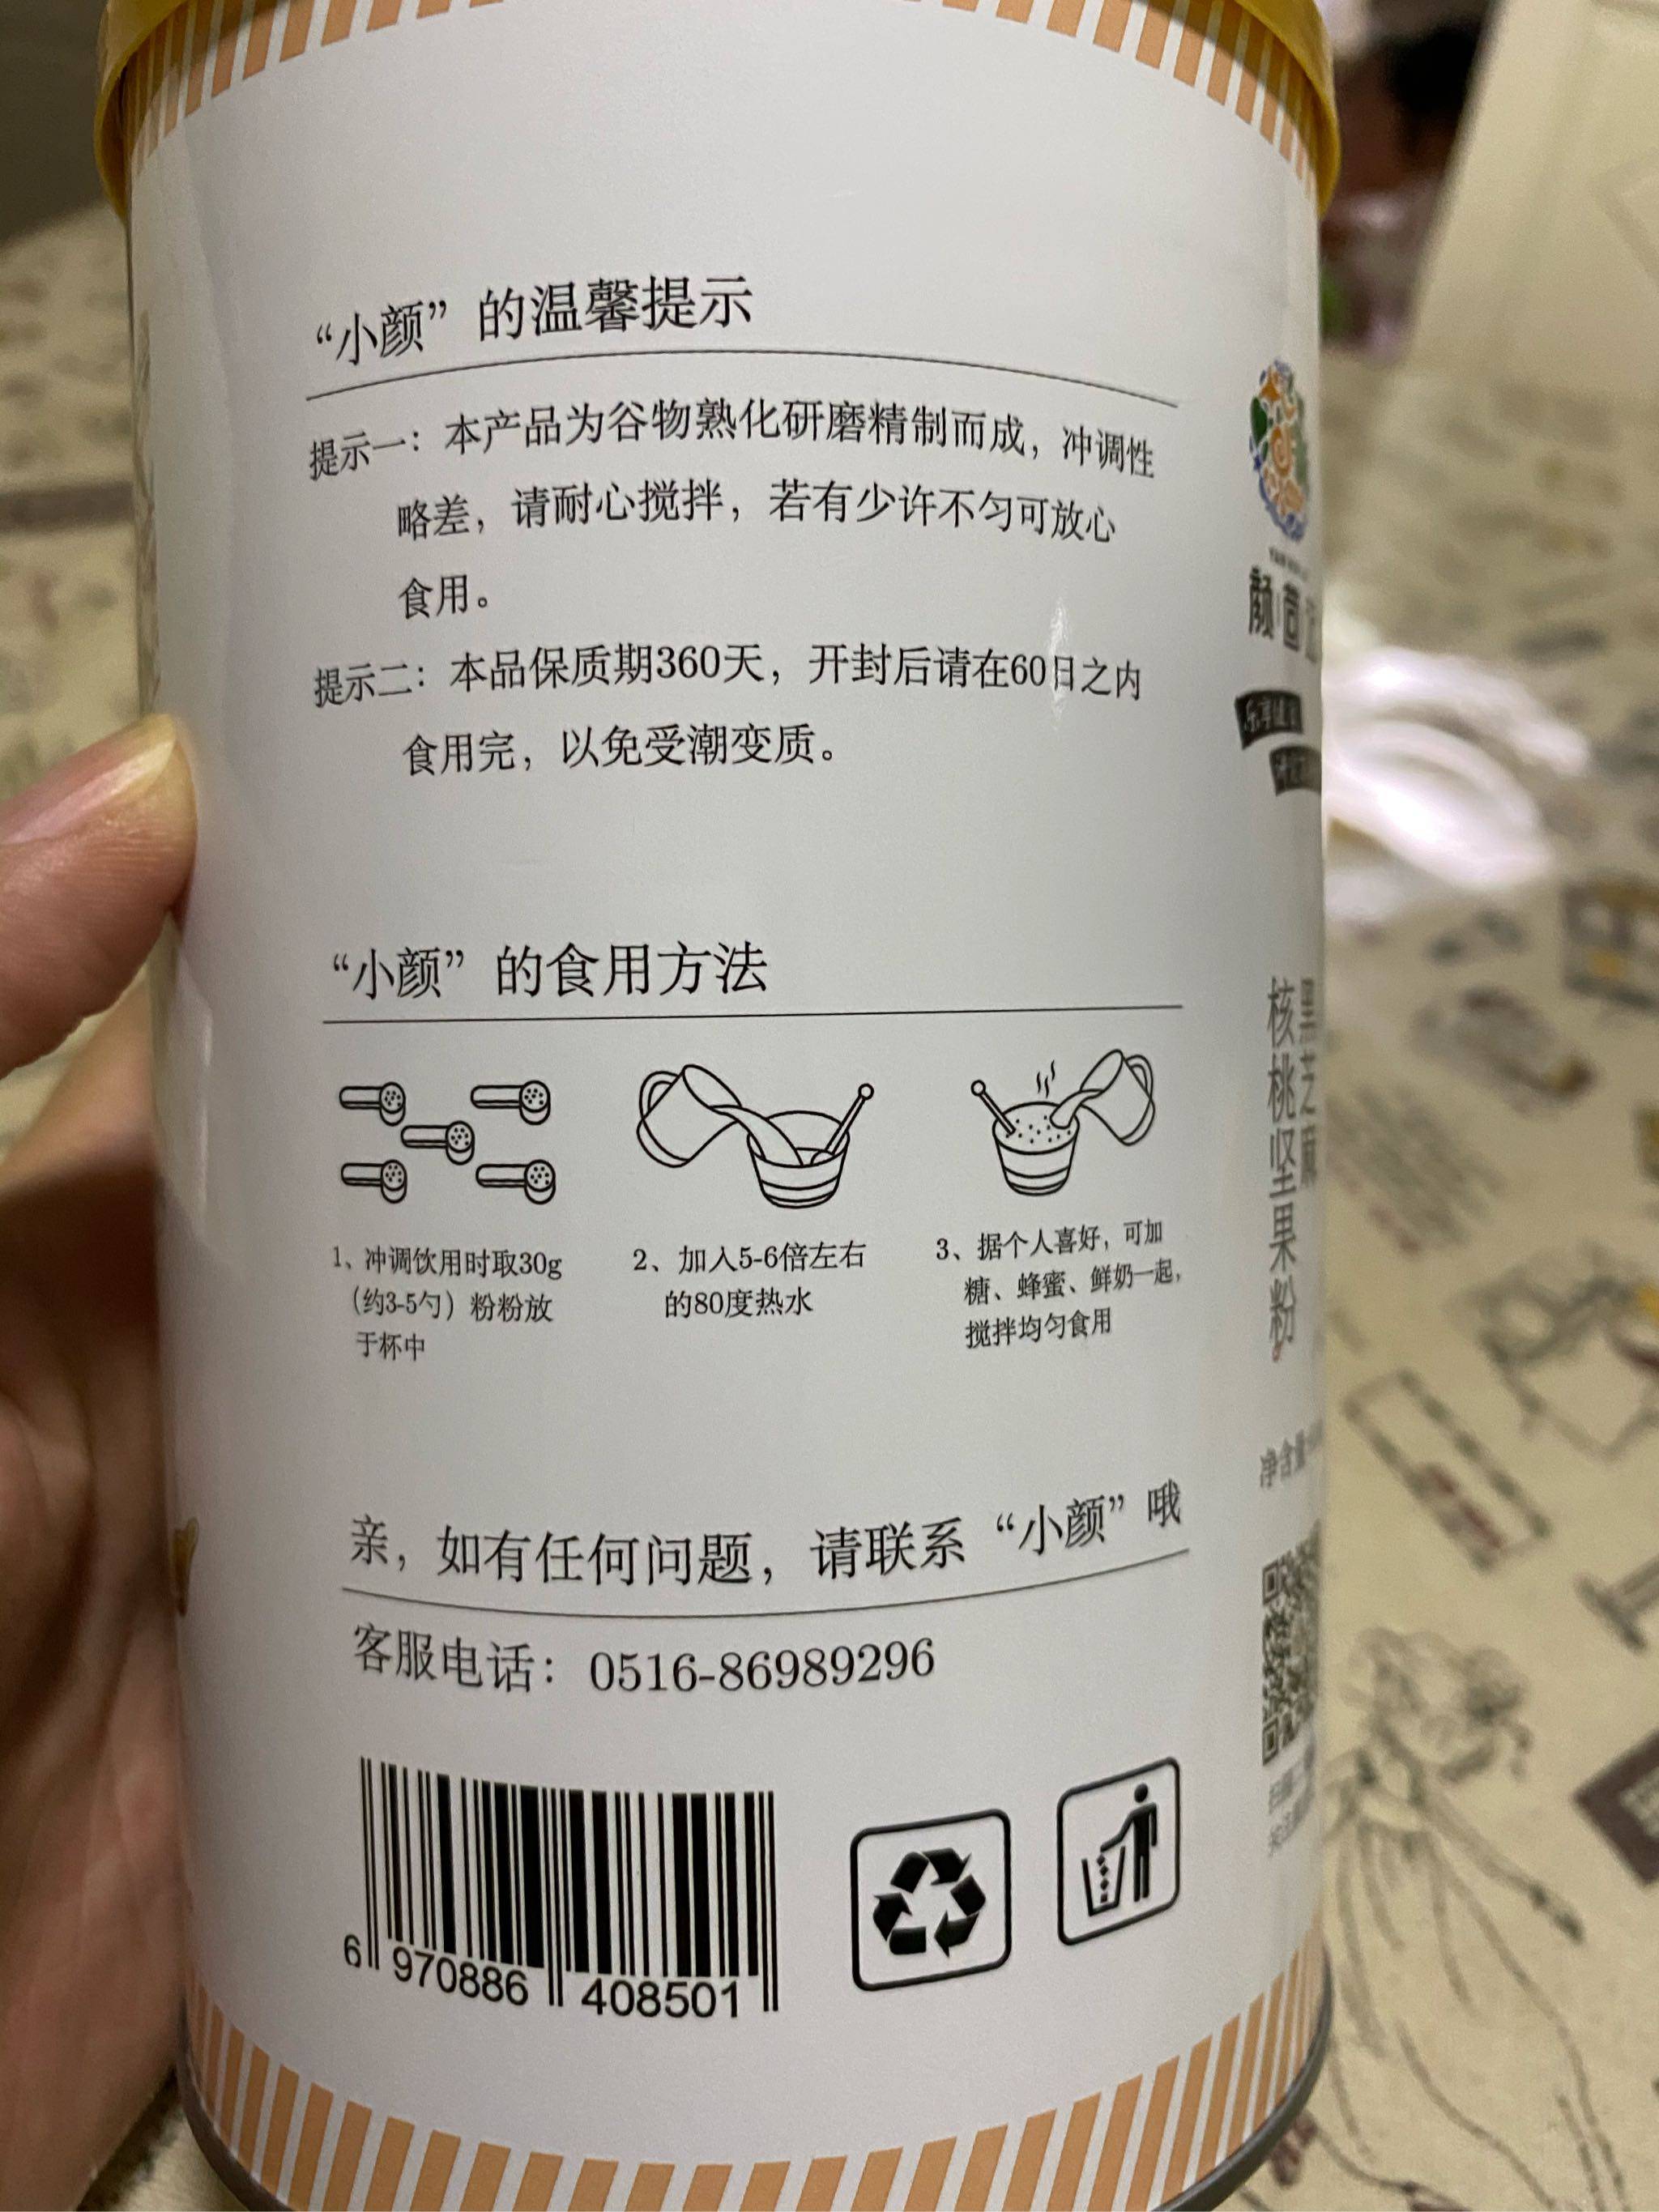 “小颜”的温馨提示
提示一：本产品为谷物熟化研磨精制而成，冲调性
略差，请耐心搅拌，若有少许不匀可放心
食用。
提示二：本品保质期360天，开封后请在60日之内
食用完，以免受潮变质。
“小颜”的食用方法
1、冲调饮用时取30g
（约3-5勺）粉粉放
于杯中
2、加入5-6倍左右
的80度热水
3、据个人喜好，可加
糖、蜂蜜、鲜奶一起，
搅拌均匀食用
亲，如有任何问题，请联系“小颜”哦
客服电话：0516-86989296
6 970886 408501
颜茴
黑芝麻
核桃坚果粉
净含量